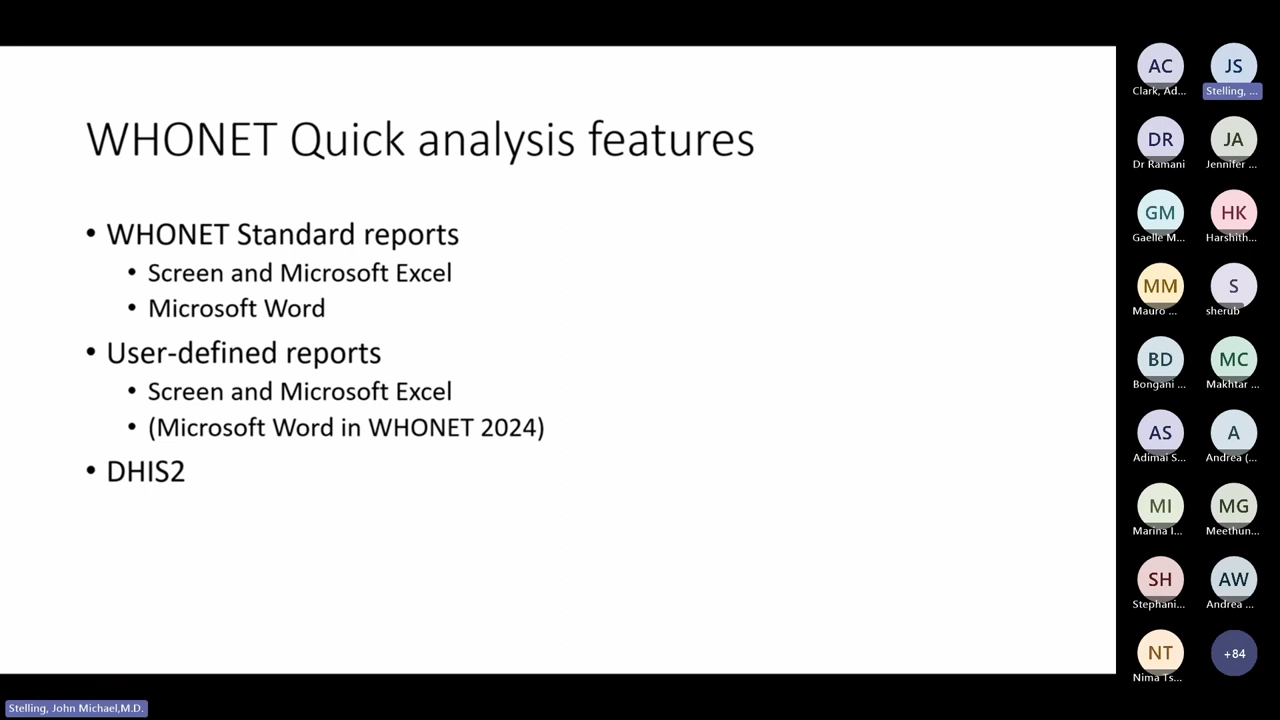 WHONET Quick analysis features
• WHONET Standard reports
• Screen and Microsoft Excel
• Microsoft Word
• User-defined reports
• Screen and Microsoft Excel
• (Microsoft Word in WHONET 2024)
• DHIS2
AC JS
Clark, Ad... Stelling, ...
DR JA
Dr Ramani Jennifer ...
GM HK
Gaelle M... Harshith...
MM S
Mauro ... sherub
BD MC
Bongani ... Makhtar ...
AS A
Adimai S... Andrea (...
MI MG
Marina I... Meethun...
SH AW
Stephani... Andrea ...
NT +84
Nima Ts...
Stelling, John Michael,M.D.